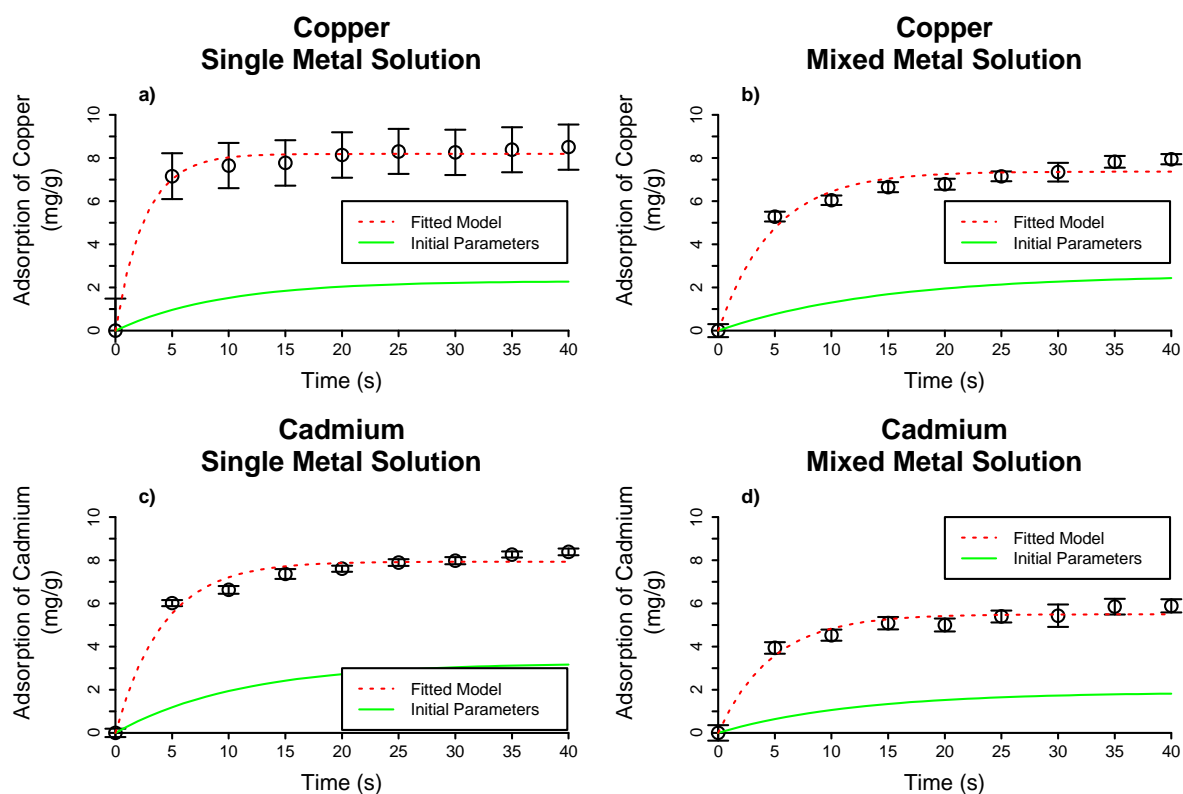 Copper
Single Metal Solution
a)
Adsorption of Copper
(mg/g)
10
8
6
4
2
0
Fitted Model
Initial Parameters
0 5 10 15 20 25 30 35 40
Time (s)
Copper
Mixed Metal Solution
b)
Adsorption of Copper
(mg/g)
10
8
6
4
2
0
Fitted Model
Initial Parameters
0 5 10 15 20 25 30 35 40
Time (s)
Cadmium
Single Metal Solution
c)
Adsorption of Cadmium
(mg/g)
10
8
6
4
2
0
Fitted Model
Initial Parameters
0 5 10 15 20 25 30 35 40
Time (s)
Cadmium
Mixed Metal Solution
d)
Adsorption of Cadmium
(mg/g)
10
8
6
4
2
0
Fitted Model
Initial Parameters
0 5 10 15 20 25 30 35 40
Time (s)